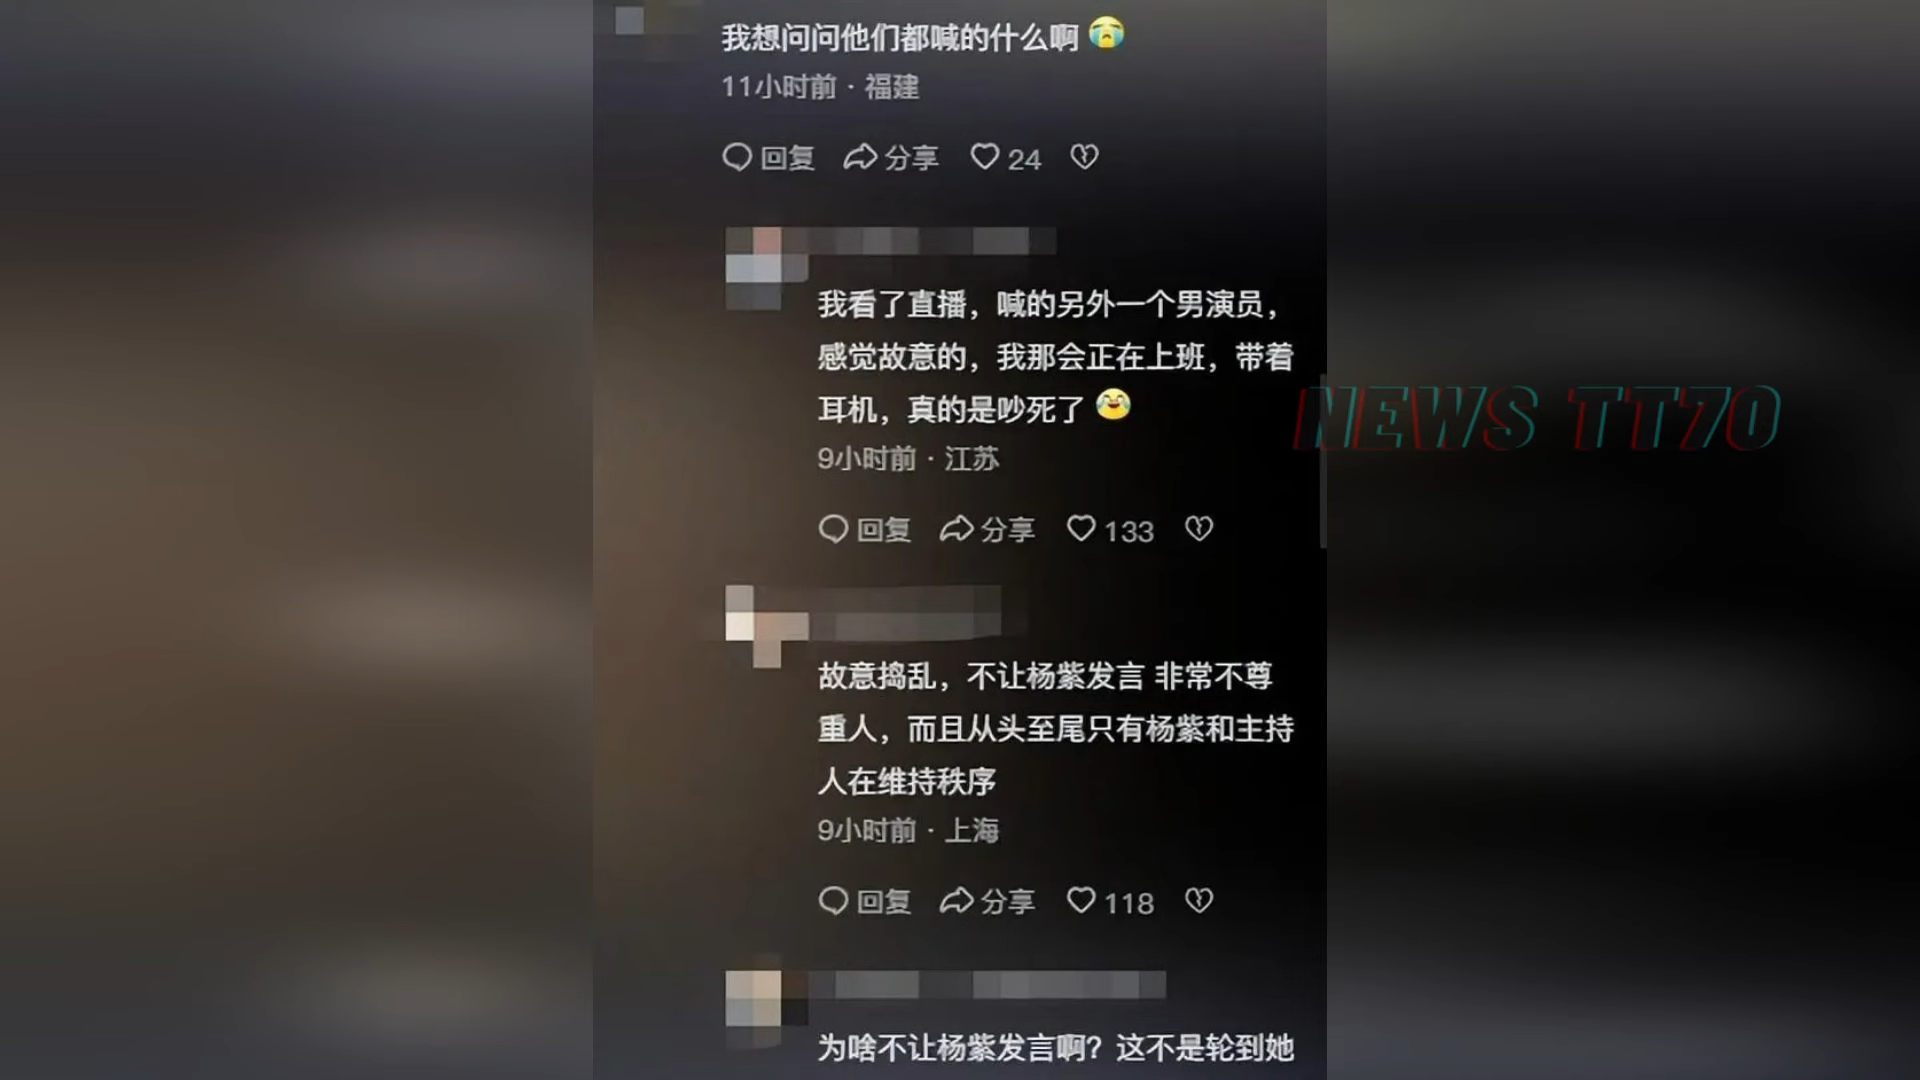 我想问问他们都喊的什么啊
11小时前 · 福建
回复 分享 24
我看了直播，喊的另外一个男演员，
感觉故意的，我那会正在上班，带着
耳机，真的是吵死了
9小时前 · 江苏
回复 分享 133
NEWS TT70
故意捣乱，不让杨紫发言 非常不尊
重人，而且从头至尾只有杨紫和主持
人在维持秩序
9小时前 · 上海
回复 分享 118
为啥不让杨紫发言啊？这不是轮到她